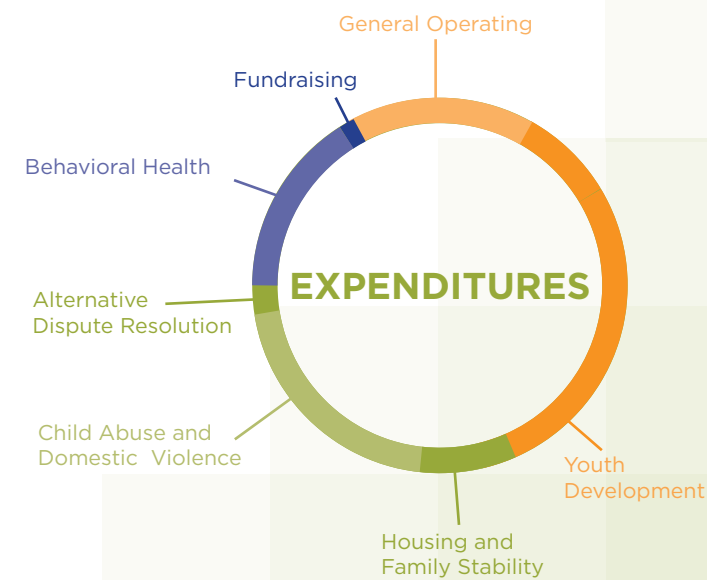 General Operating
Fundraising
Behavioral Health
EXPENDITURES
Alternative
Dispute Resolution
Child Abuse and
Domestic Violence
Youth
Development
Housing and
Family Stability